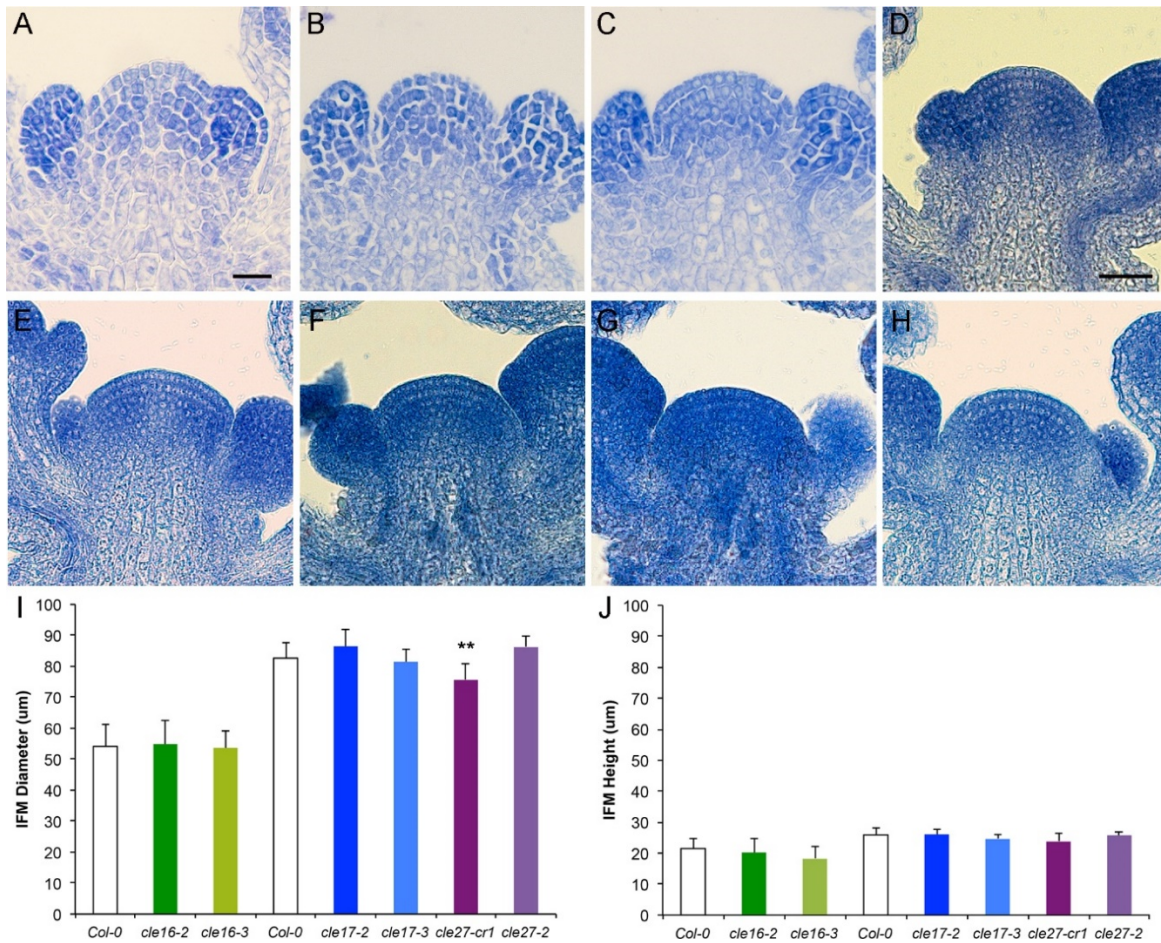 A B C D
E F G H
I
IFM Diameter (um)
100
90
80
70
60
50
40
30
20
10
0
**
Col-0 cle16-2 cle16-3 Col-0 cle17-2 cle17-3 cle27-cr1 cle27-2
J
IFM Height (um)
100
90
80
70
60
50
40
30
20
10
0
Col-0 cle16-2 cle16-3 Col-0 cle17-2 cle17-3 cle27-cr1 cle27-2